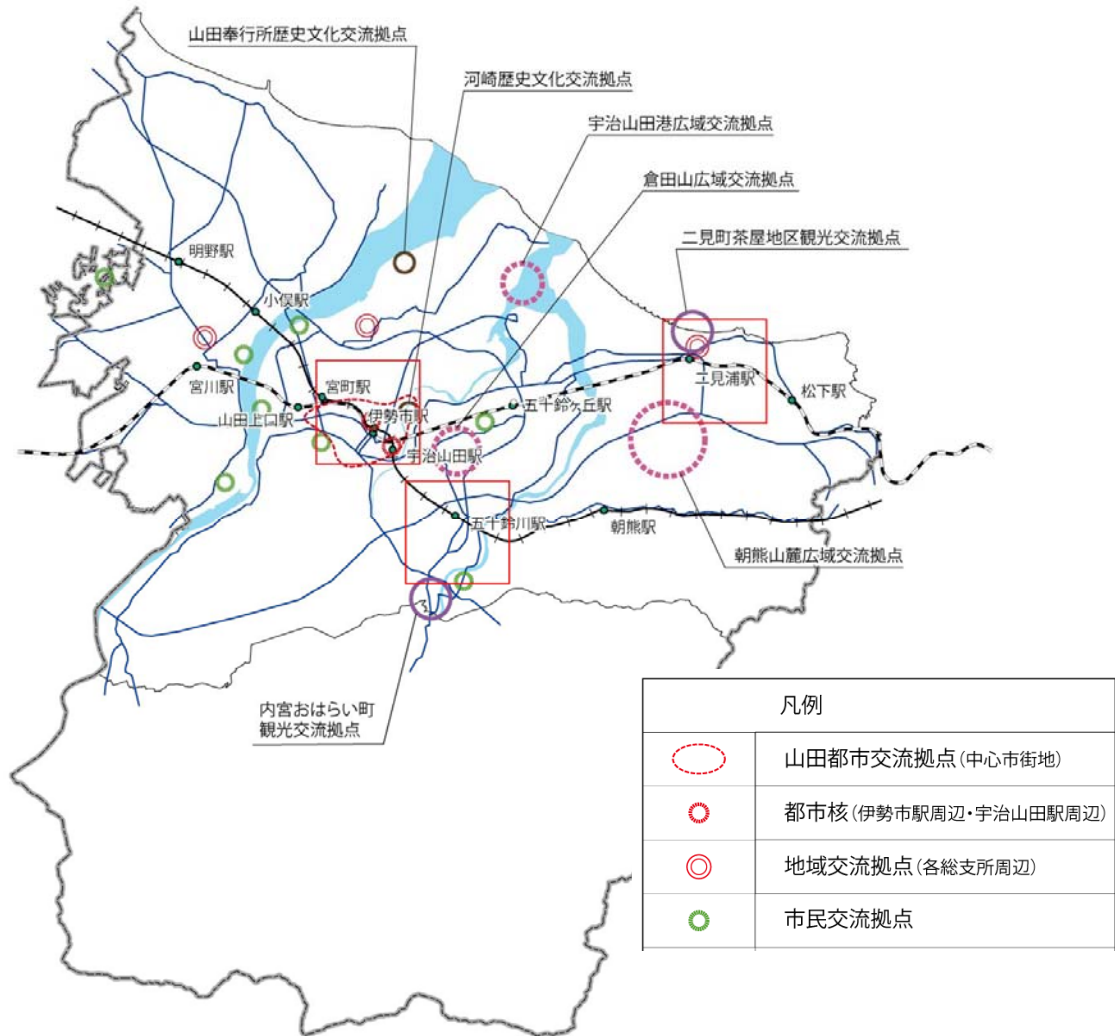 山田奉行所歴史文化交流拠点
河崎歴史文化交流拠点
宇治山田港広域交流拠点
倉田山広域交流拠点
二見町茶屋地区観光交流拠点
明野駅
小俣駅
宮川駅
宮町駅
山田上口駅
伊勢市駅
宇治山田駅
五十鈴ヶ丘駅
二見浦駅
松下駅
五十鈴川駅
朝熊駅
朝熊山麓広域交流拠点
内宮おはらい町
観光交流拠点
凡例
山田都市交流拠点(中心市街地)
都市核(伊勢市駅周辺・宇治山田駅周辺)
地域交流拠点(各総支所周辺)
市民交流拠点